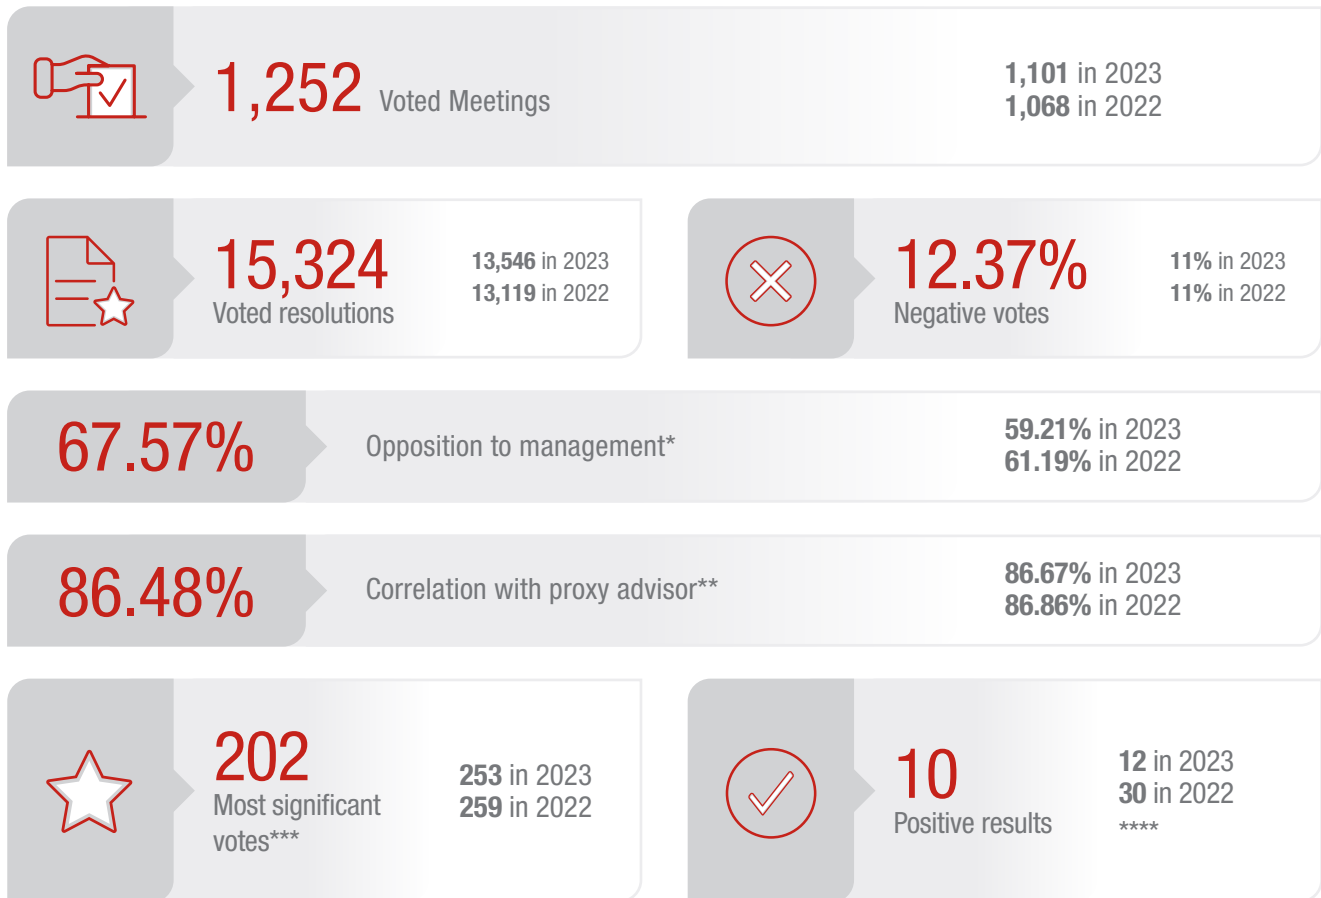 1,252 Voted Meetings
1,101 in 2023
1,068 in 2022
15,324
Voted resolutions
13,546 in 2023
13,119 in 2022
12.37%
Negative votes
11% in 2023
11% in 2022
67.57%
Opposition to management*
59.21% in 2023
61.19% in 2022
86.48%
Correlation with proxy advisor**
86.67% in 2023
86.86% in 2022
202
Most significant
votes***
253 in 2023
259 in 2022
10
Positive results
12 in 2023
30 in 2022
****